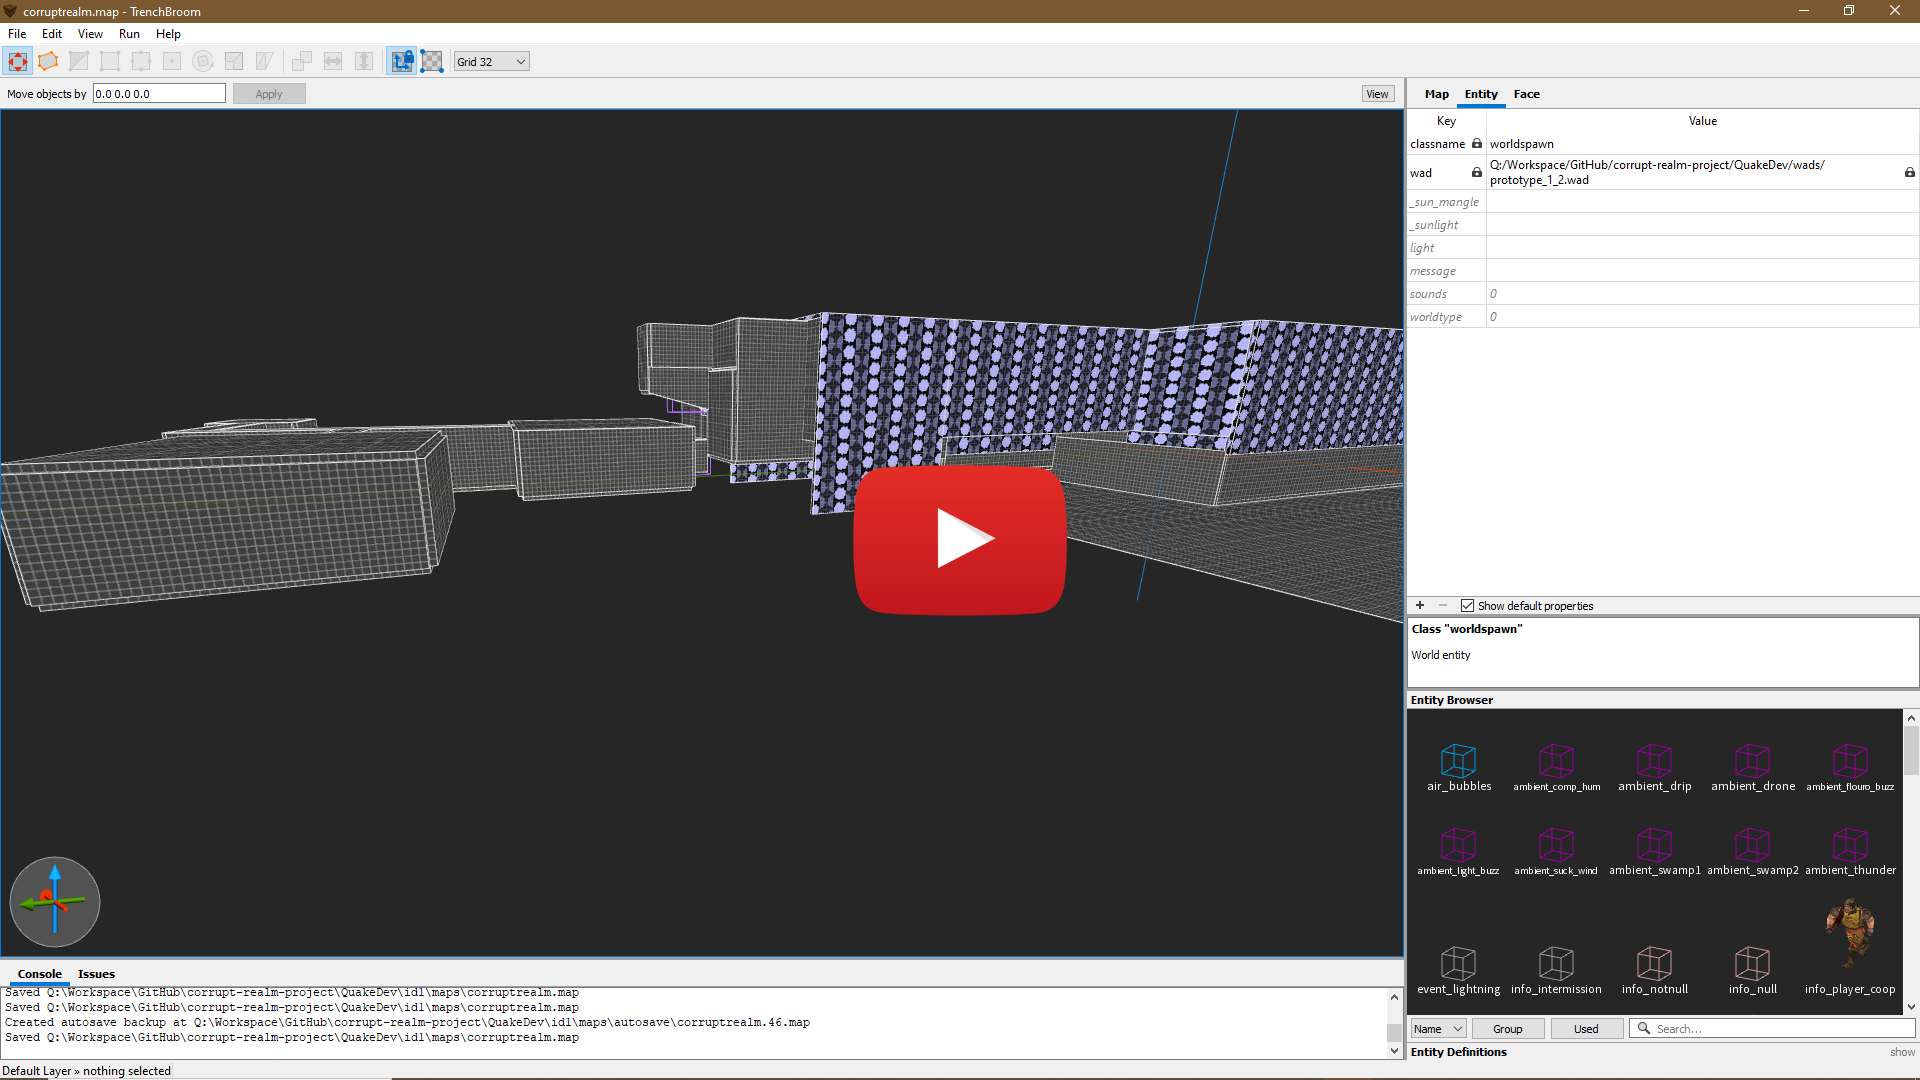 corruptrealm.map - TrenchBroom
File Edit View Run Help
Grid 32
Move objects by 0.0 0.0 0.0 Apply View
Map Entity Face
Key Value
classname worldspawn
wad Q:/Workspace/GitHub/corrupt-realm-project/QuakeDev/wads/
prototype_1_2.wad
_sun_mangle
_sunlight
light
message
sounds 0
worldtype 0
+ − Show default properties
Class "worldspawn"
World entity
Entity Browser
air_bubbles ambient_comp_hum ambient_drip ambient_drone ambient_flouro_buzz
ambient_light_buzz ambient_suck_wind ambient_swamp1 ambient_swamp2 ambient_thunder
event_lightning info_intermission info_notnull info_null info_player_coop
Name Group Used Search...
Entity Definitions show
Console Issues
Saved Q:\Workspace\GitHub\corrupt-realm-project\QuakeDev\id1\maps\corruptrealm.map
Saved Q:\Workspace\GitHub\corrupt-realm-project\QuakeDev\id1\maps\corruptrealm.map
Created autosave backup at Q:\Workspace\GitHub\corrupt-realm-project\QuakeDev\id1\maps\autosave\corruptrealm.46.map
Saved Q:\Workspace\GitHub\corrupt-realm-project\QuakeDev\id1\maps\corruptrealm.map
Default Layer » nothing selected